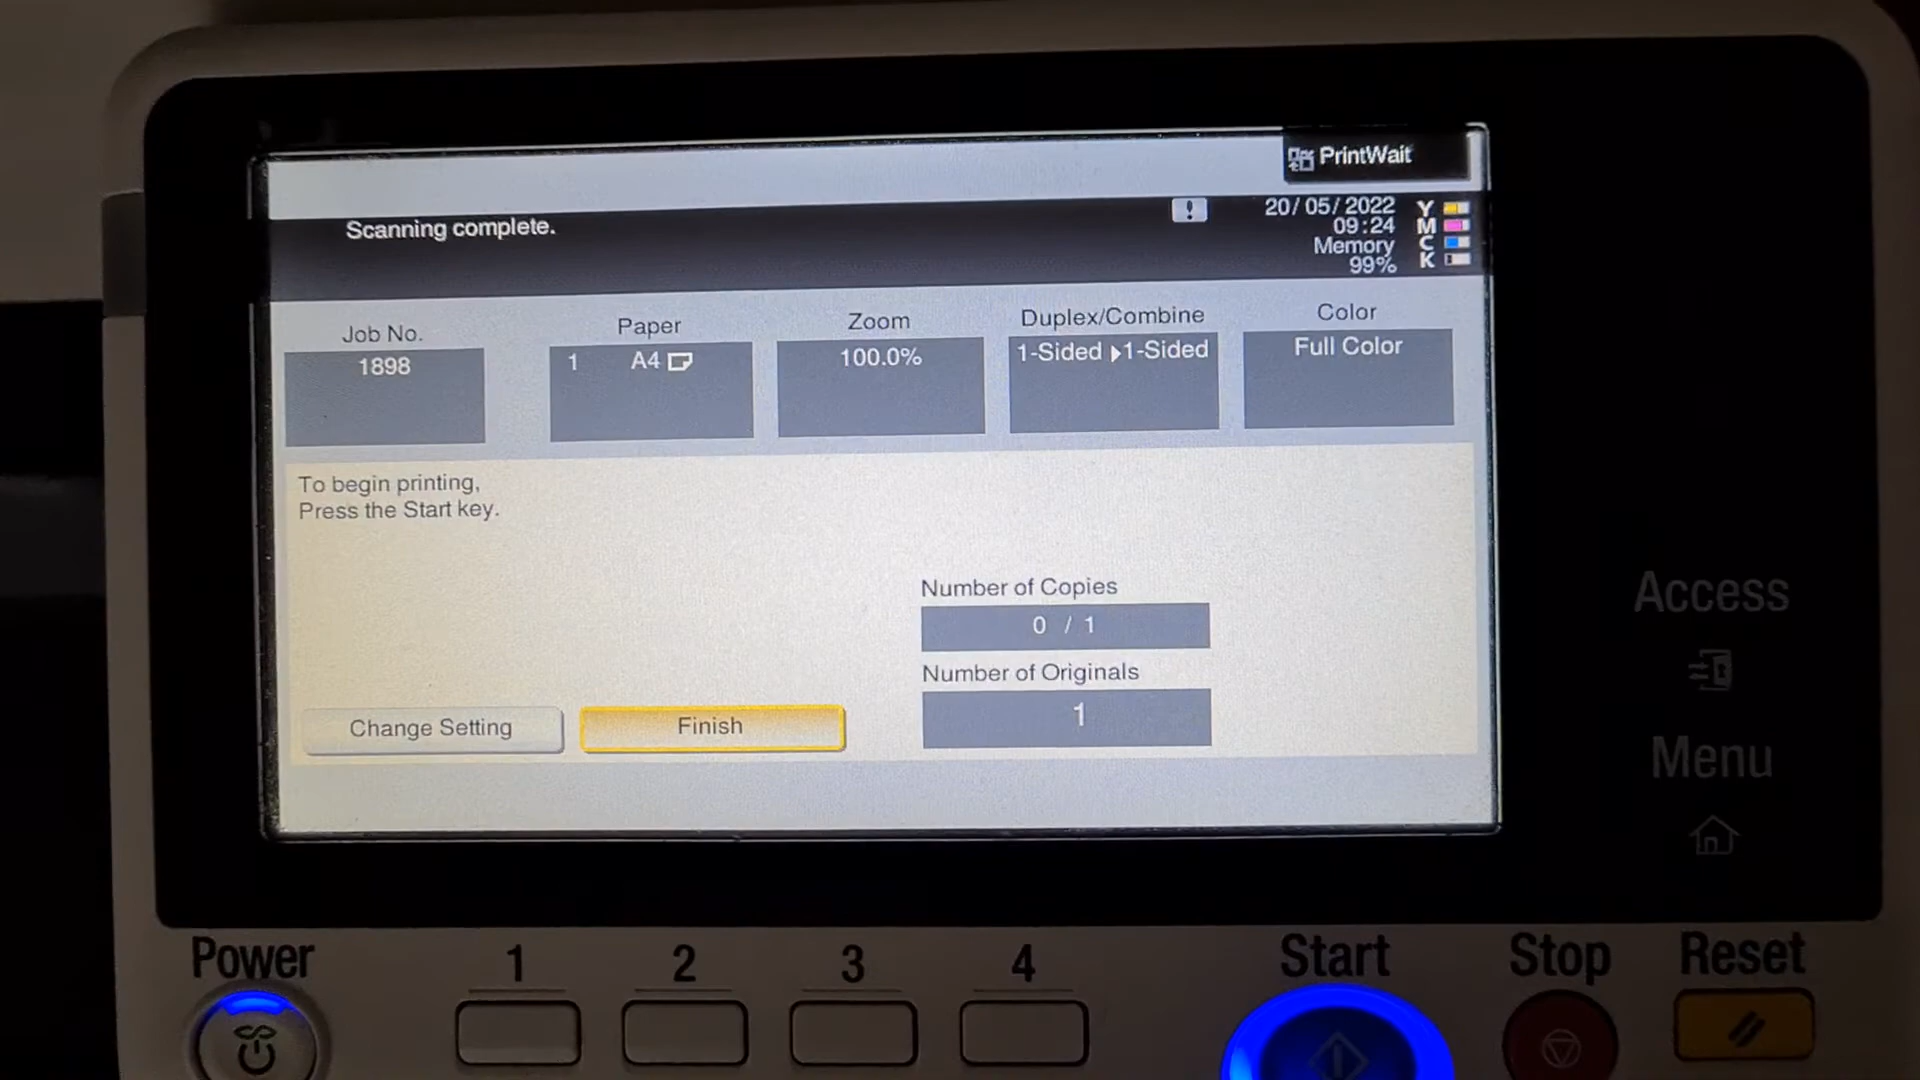 PrintWait
Scanning complete.
!
20/05/2022
09:24
Memory
99%
Y
M
C
K
Job No.
1898
Paper
1 A4
Zoom
100.0%
Duplex/Combine
1-Sided ▶1-Sided
Color
Full Color
To begin printing,
Press the Start key.
Number of Copies
0 / 1
Number of Originals
1
Change Setting
Finish
Access
Menu
Power
1
2
3
4
Start
Stop
Reset